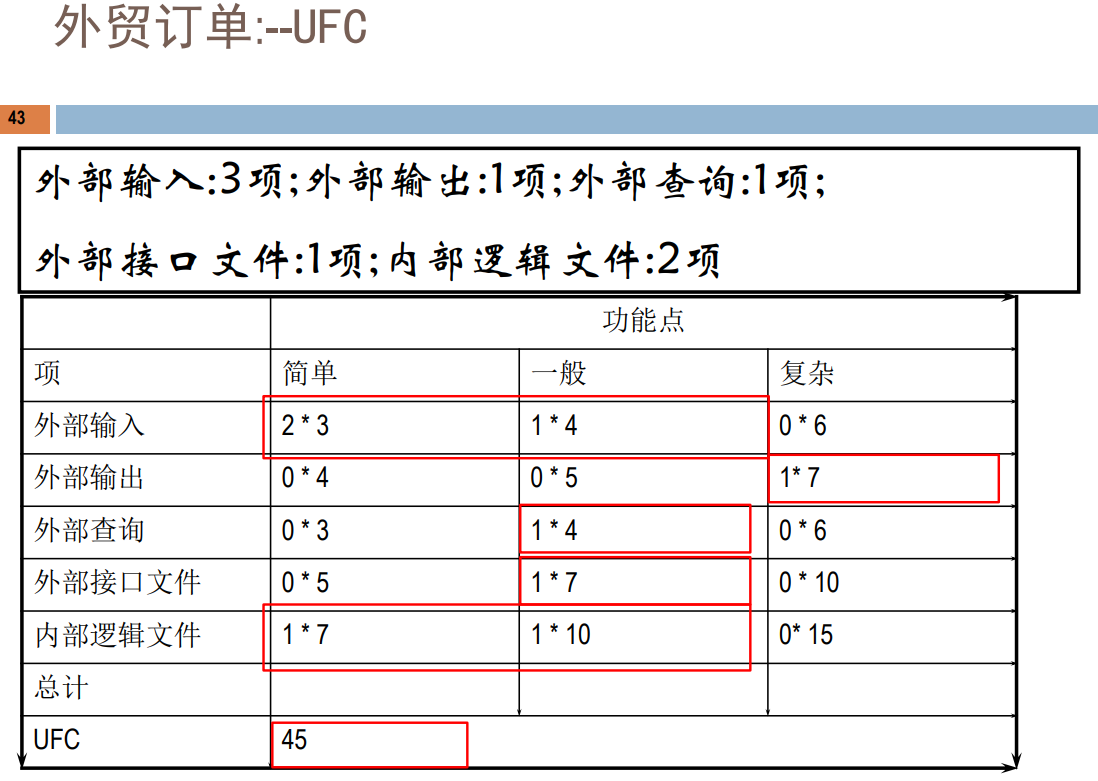 外贸订单:--UFC
43
外部输入:3项;外部输出:1项;外部查询:1项;
外部接口文件:1项;内部逻辑文件:2项
功能点
项 简单 一般 复杂
外部输入 2 * 3 1 * 4 0 * 6
外部输出 0 * 4 0 * 5 1* 7
外部查询 0 * 3 1 * 4 0 * 6
外部接口文件 0 * 5 1 * 7 0 * 10
内部逻辑文件 1 * 7 1 * 10 0* 15
总计
UFC 45